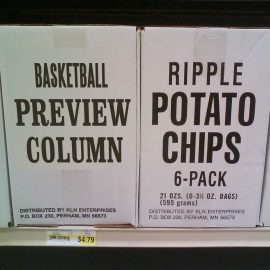 BASKETBALL
PREVIEW
COLUMN
DISTRIBUTED BY KLN ENTERPRISES
P.O. BOX 230, PERHAM, MN 56573
RIPPLE
POTATO
CHIPS
6-PACK
21 OZS. (6-3½ OZ. BAGS)
(595 grams)
DISTRIBUTED BY KLN ENTERPRISES
P.O. BOX 230, PERHAM, MN 56573
$4.79